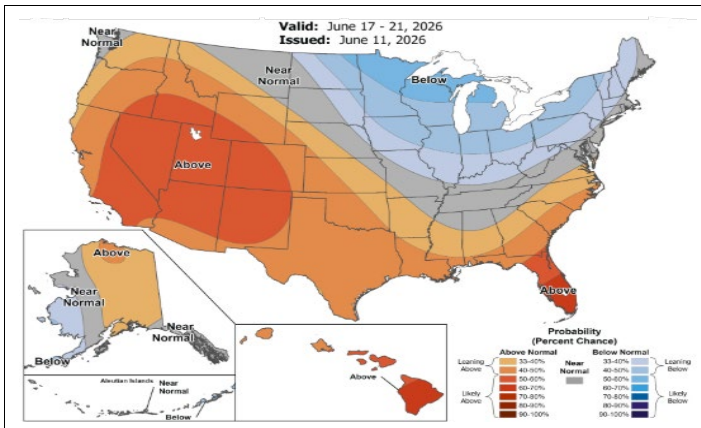 Valid: June 17 - 21, 2026
Issued: June 11, 2026
Near
Normal
Near
Normal
Below
Above
Above
Above
Near
Normal
Near
Normal
Below
Aleutian Islands
Near
Normal
Below
Above
Probability
(Percent Chance)
Above Normal
Below Normal
Leaning
Above
Likely
Above
33-40%
40-50%
50-60%
60-70%
70-80%
80-90%
90-100%
Near
Normal
33-40%
40-50%
50-60%
60-70%
70-80%
80-90%
90-100%
Leaning
Below
Likely
Below